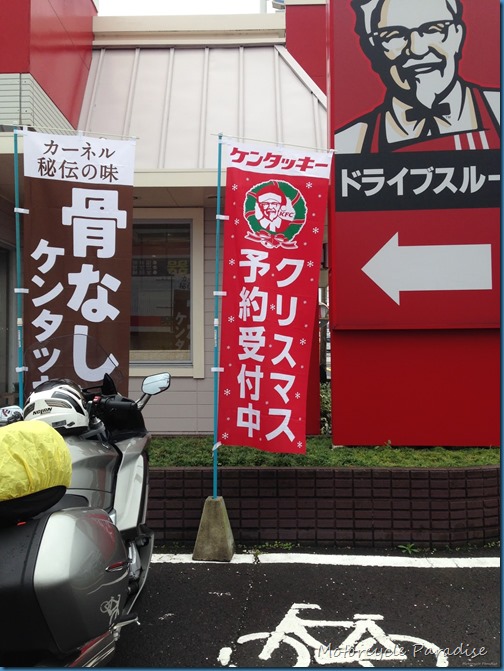 カーネル
秘伝の味
骨なし
ケンタッキ
ケンタッキー
KFC
クリスマス
予約受付中
ドライブスルー
Motorcycle Paradise